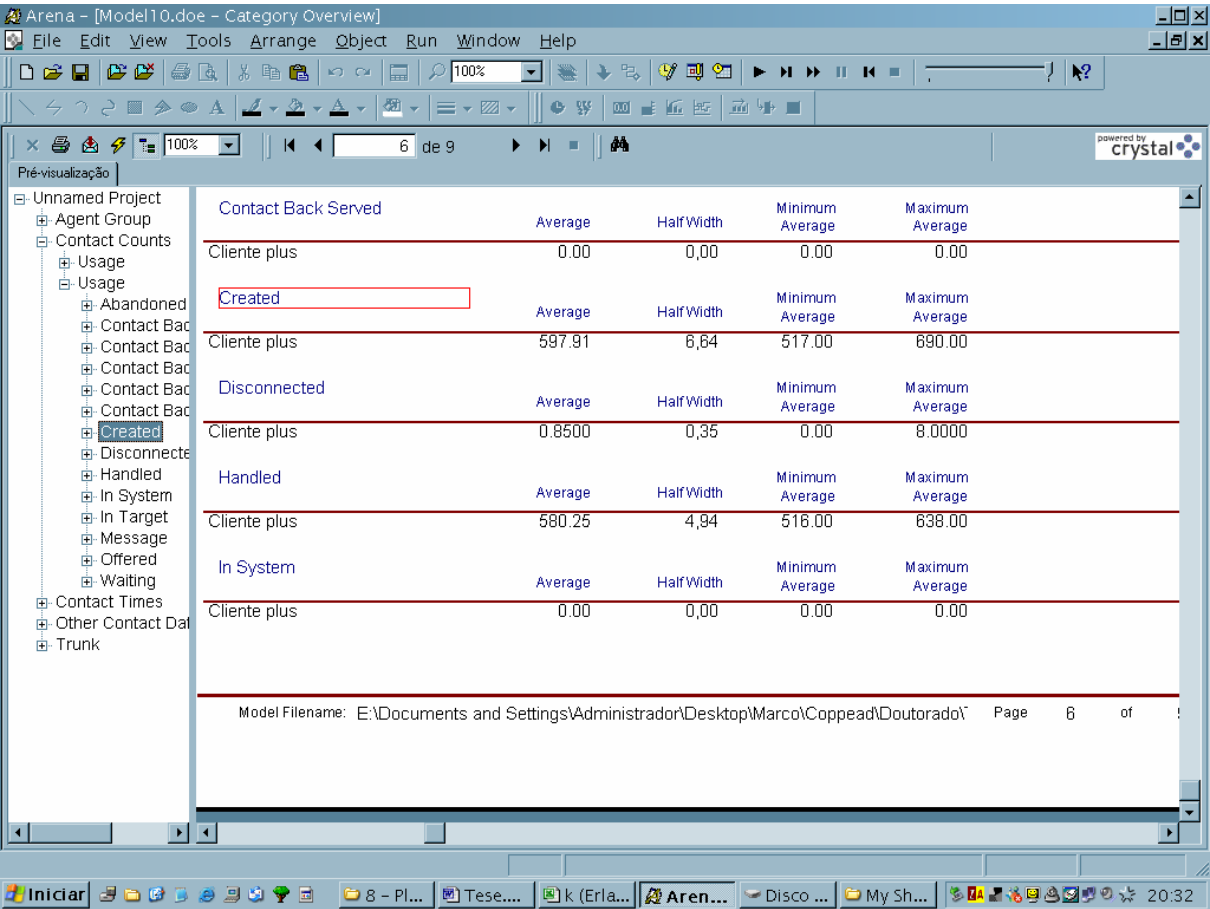 Arena - [Model10.doe - Category Overview]
File Edit View Tools Arrange Object Run Window Help
100%
100%
6 de 9
powered by
crystal
Pré-visualização
Unnamed Project
Agent Group
Contact Counts
Usage
Usage
Abandoned
Contact Bac
Contact Bac
Contact Bac
Contact Bac
Contact Bac
Created
Disconnecte
Handled
In System
In Target
Message
Offered
Waiting
Contact Times
Other Contact Dat
Trunk
Contact Back Served Average Half Width Minimum Average Maximum Average
Cliente plus 0.00 0,00 0.00 0.00
Created Average Half Width Minimum Average Maximum Average
Cliente plus 597.91 6,64 517.00 690.00
Disconnected Average Half Width Minimum Average Maximum Average
Cliente plus 0.8500 0,35 0.00 8.0000
Handled Average Half Width Minimum Average Maximum Average
Cliente plus 580.25 4,94 516.00 638.00
In System Average Half Width Minimum Average Maximum Average
Cliente plus 0.00 0,00 0.00 0.00
Model Filename: E:\Documents and Settings\Administrador\Desktop\Marco\Coppead\Doutorado\ Page 6 of
Iniciar 8 - Pl... Tese.... k (Erla... Aren... Disco ... My Sh... 20:32